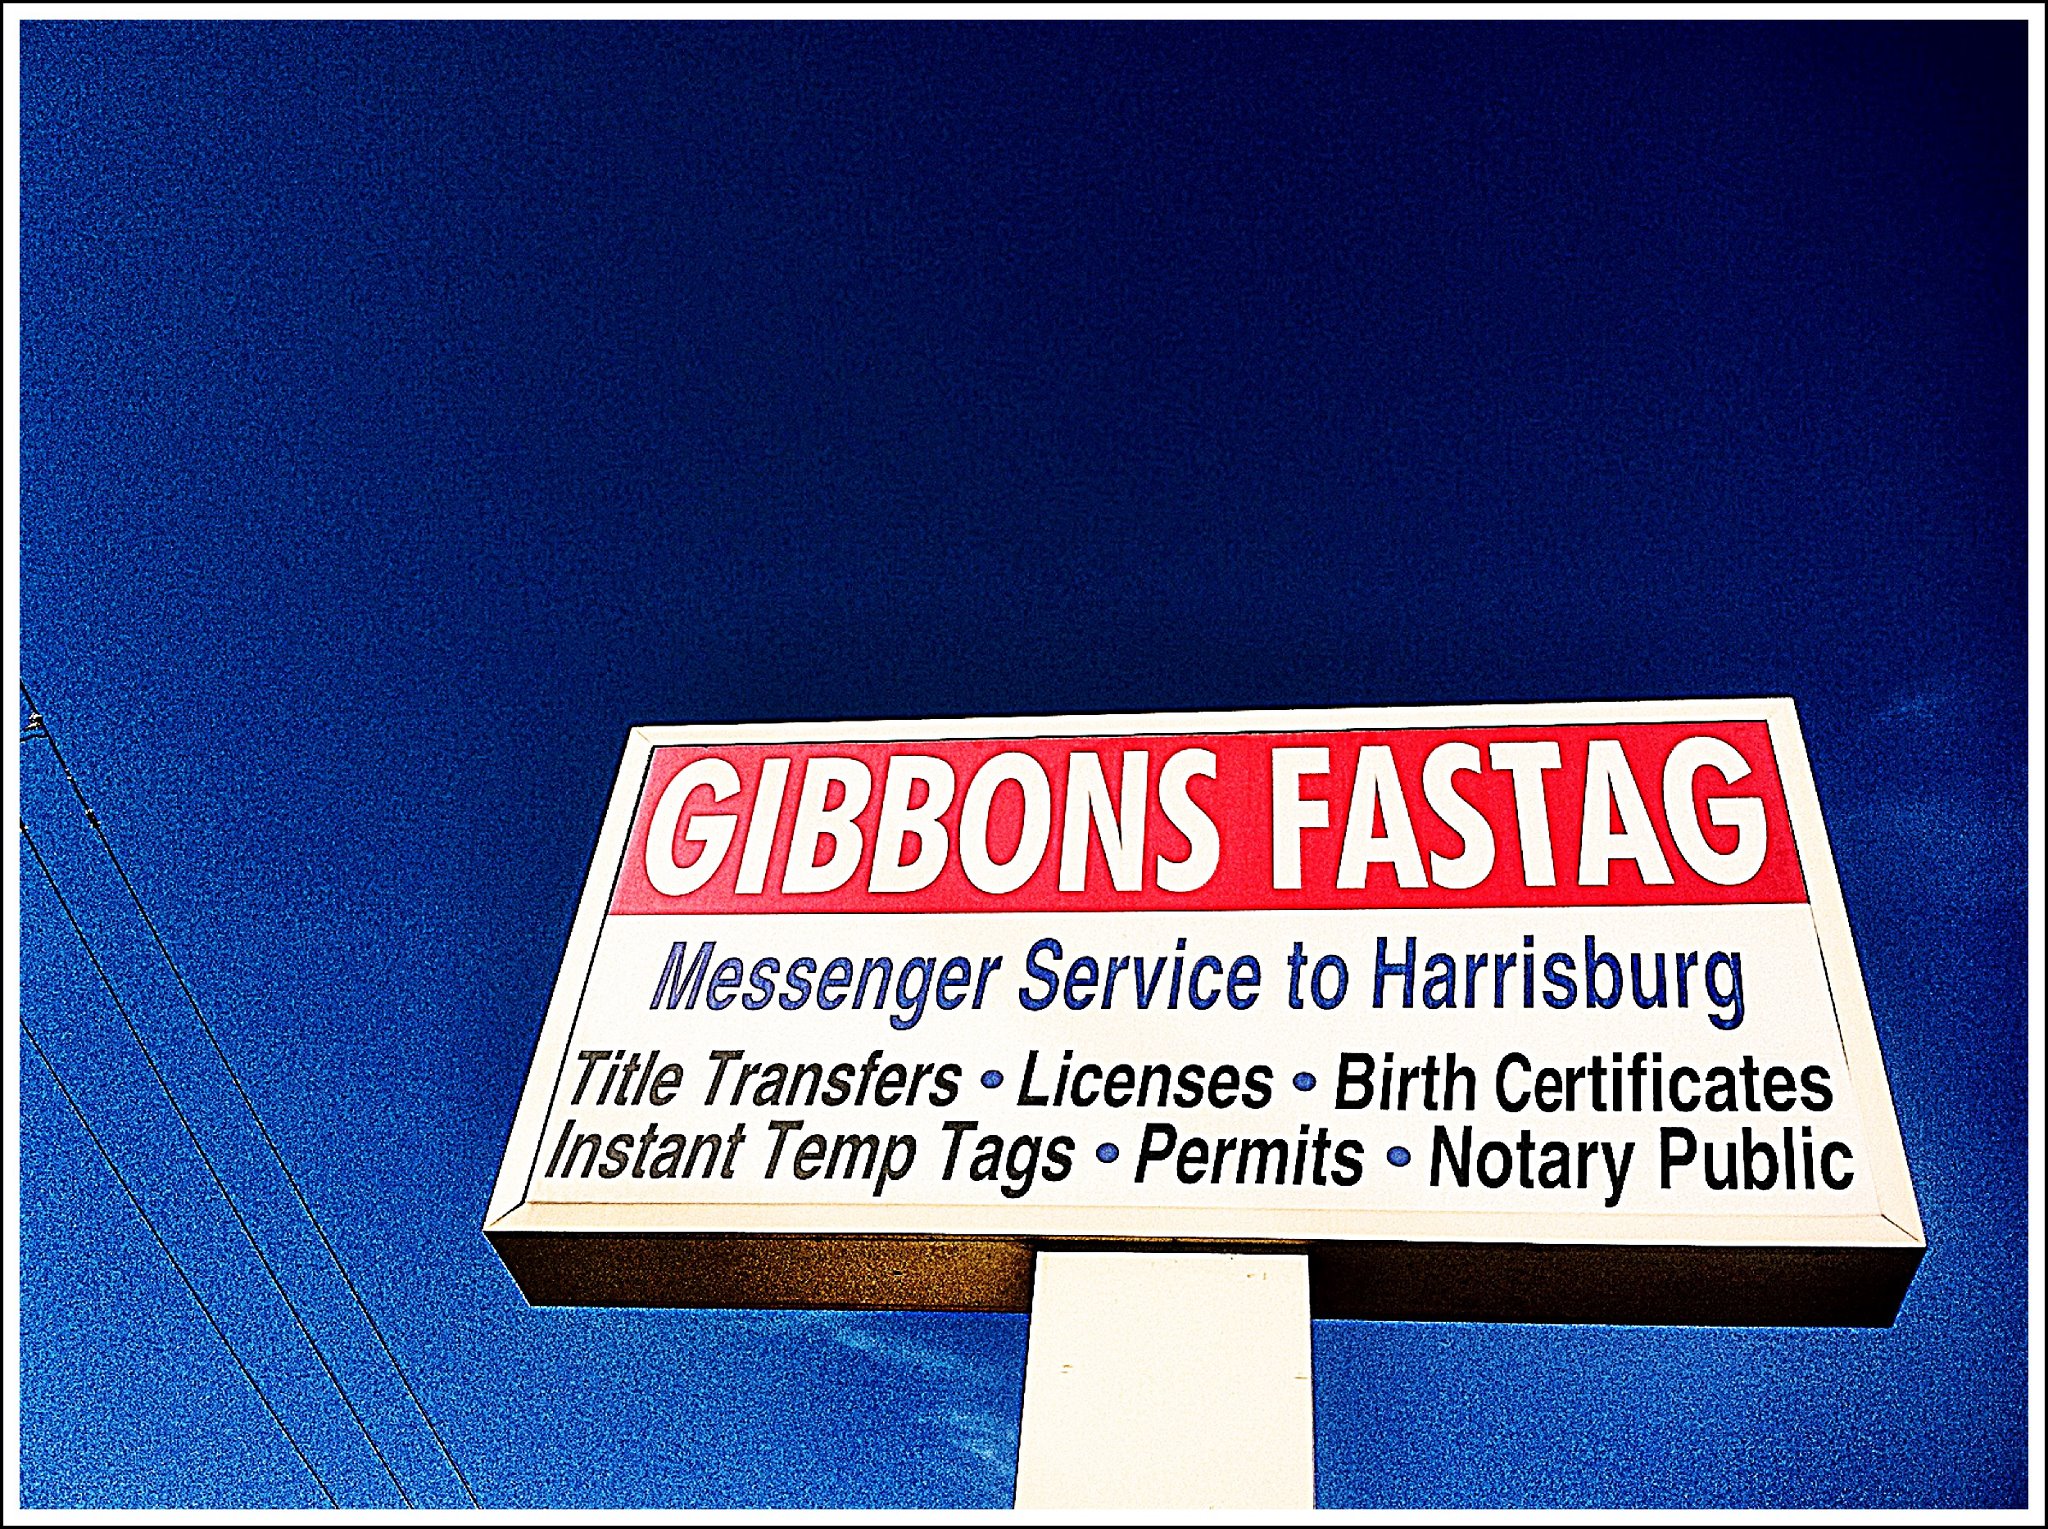 GIBBONS FASTAG
Messenger Service to Harrisburg
Title Transfers • Licenses • Birth Certificates
Instant Temp Tags • Permits • Notary Public